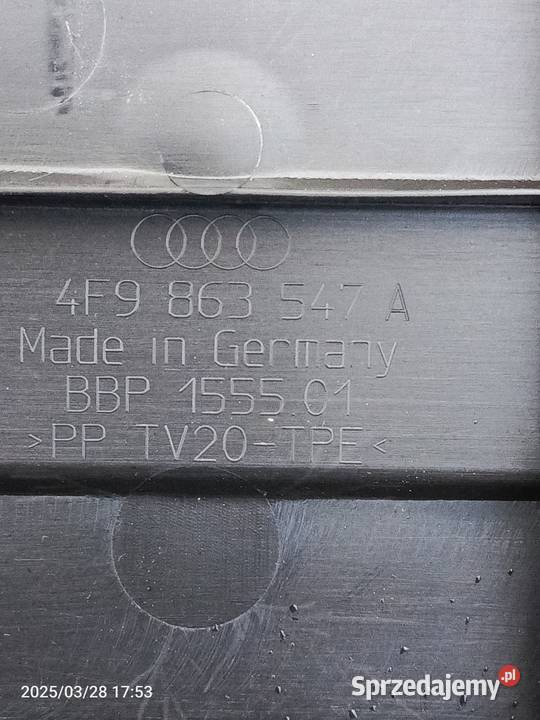 4F9 863 547 A
Made in Germany
BBP 1555.01
>PP TV20-TPE<
2025/03/28 17:53
Sprzedajemy.pl